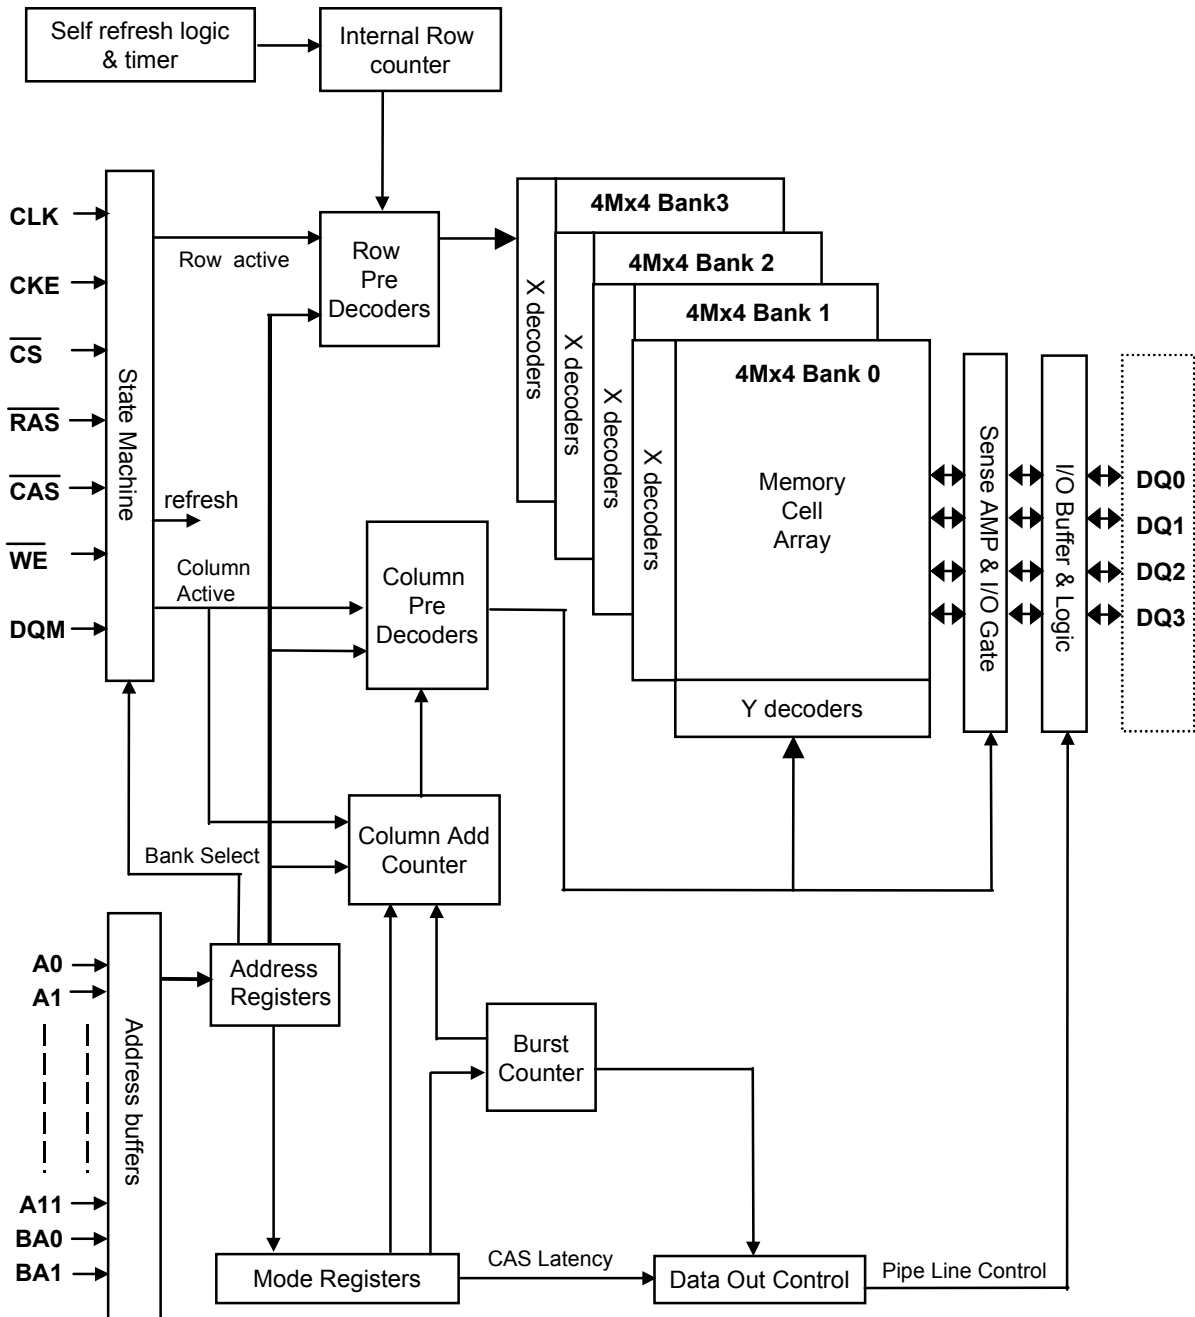 Self refresh logic
& timer
Internal Row
counter
CLK
CKE
CS
RAS
CAS
WE
DQM
State Machine
Row active
refresh
Column
Active
Bank Select
Row
Pre
Decoders
Column
Pre
Decoders
Column Add
Counter
X decoders
X decoders
X decoders
X decoders
4Mx4 Bank3
4Mx4 Bank 2
4Mx4 Bank 1
4Mx4 Bank 0
Memory
Cell
Array
Y decoders
Sense AMP & I/O Gate
I/O Buffer & Logic
DQ0
DQ1
DQ2
DQ3
A0
A1
A11
BA0
BA1
Address buffers
Address
Registers
Burst
Counter
Mode Registers
CAS Latency
Data Out Control
Pipe Line Control